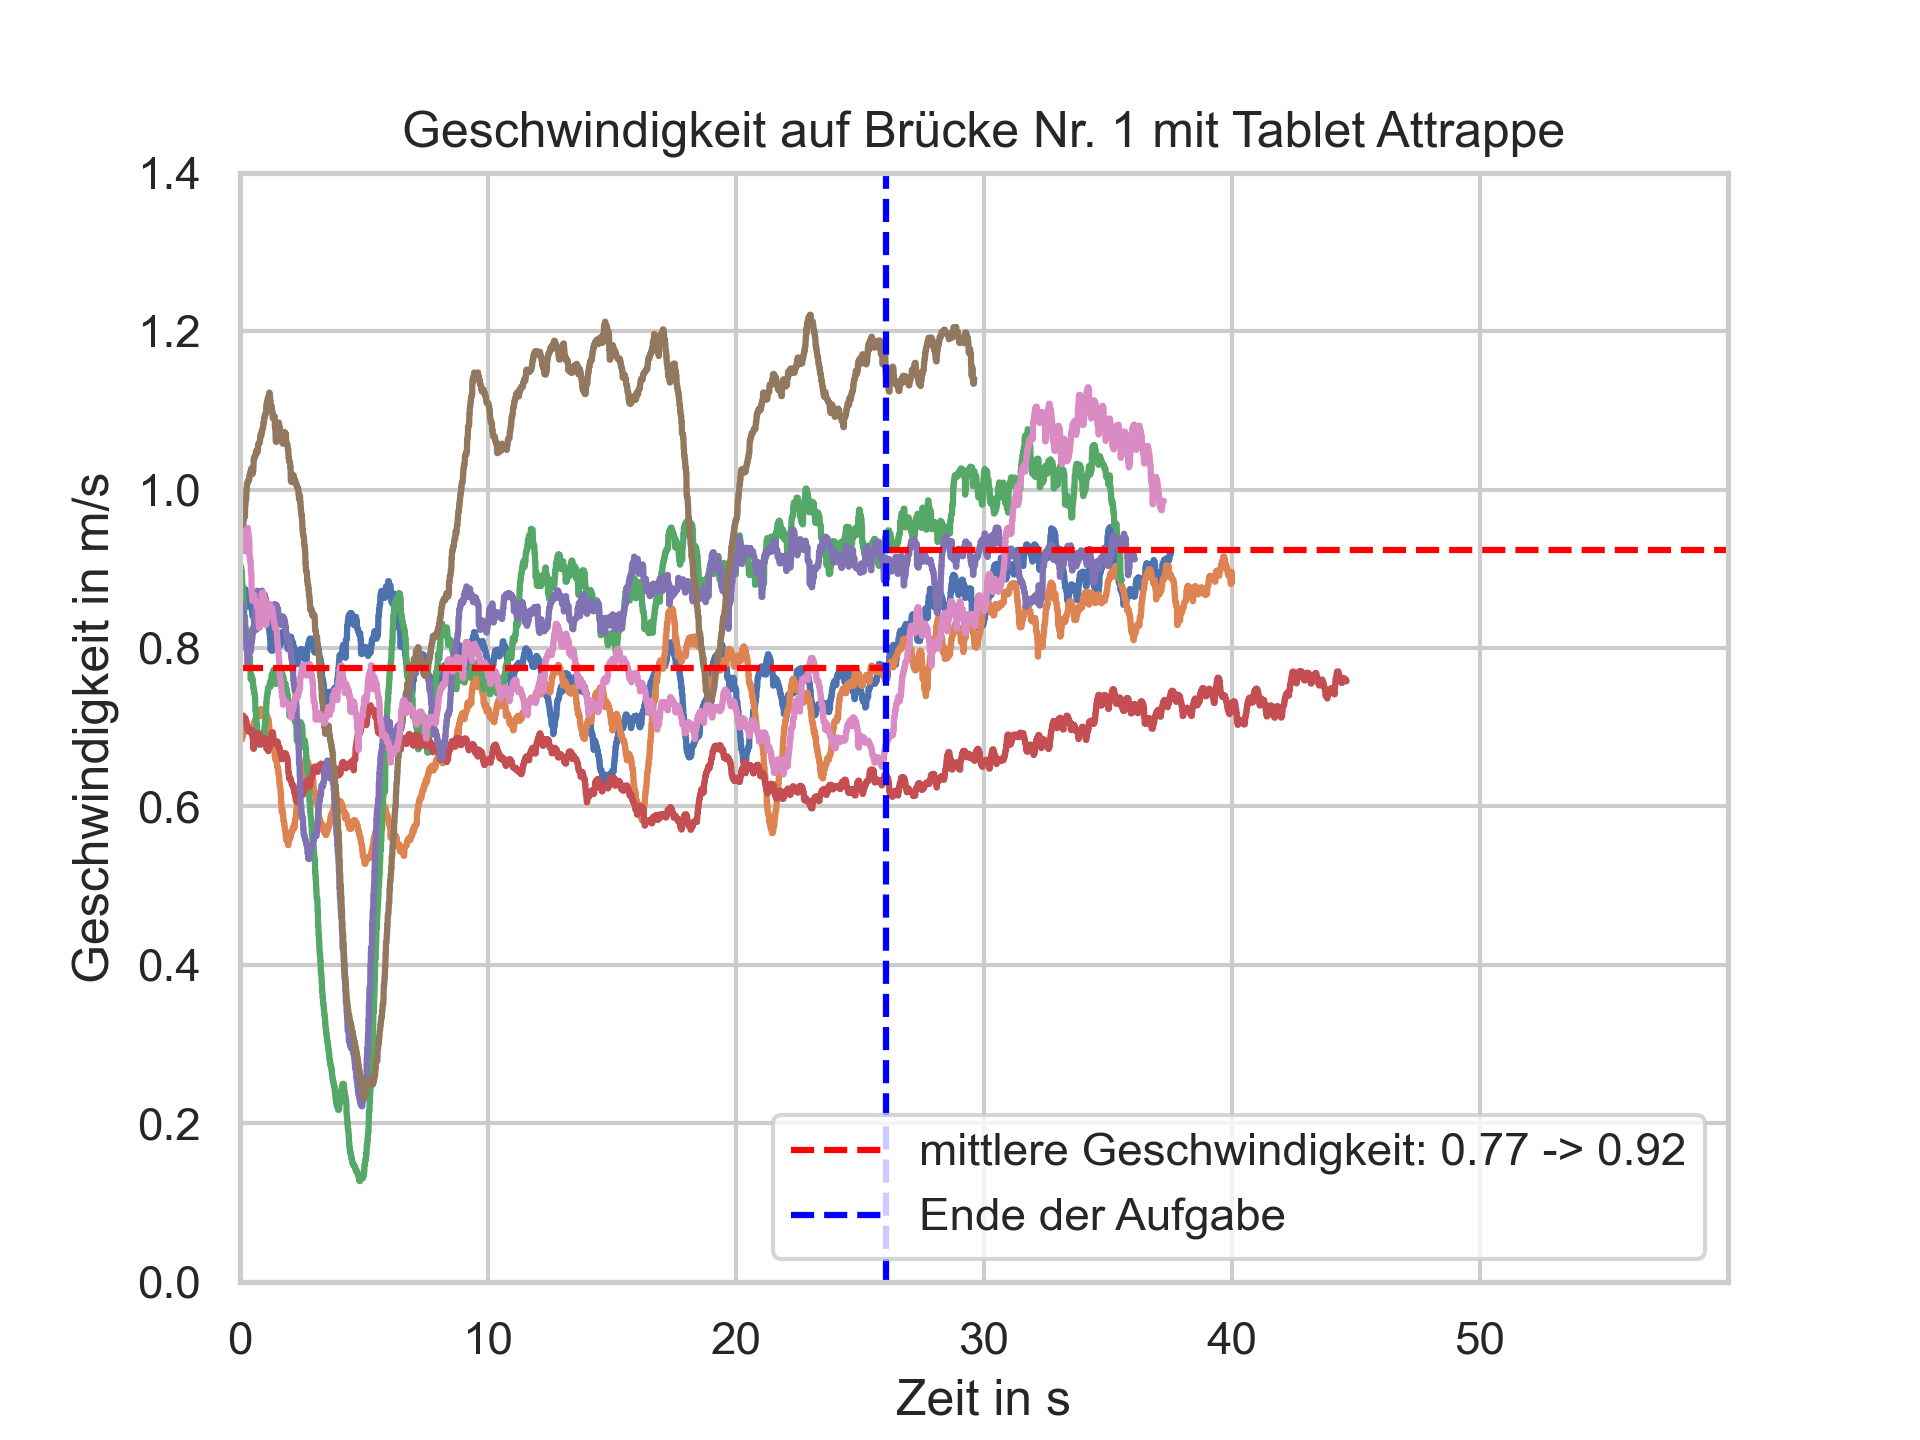 Geschwindigkeit auf Brücke Nr. 1 mit Tablet Attrappe
Geschwindigkeit in m/s
1.4
1.2
1.0
0.8
0.6
0.4
0.2
0.0
mittlere Geschwindigkeit: 0.77 -> 0.92
Ende der Aufgabe
0 10 20 30 40 50
Zeit in s